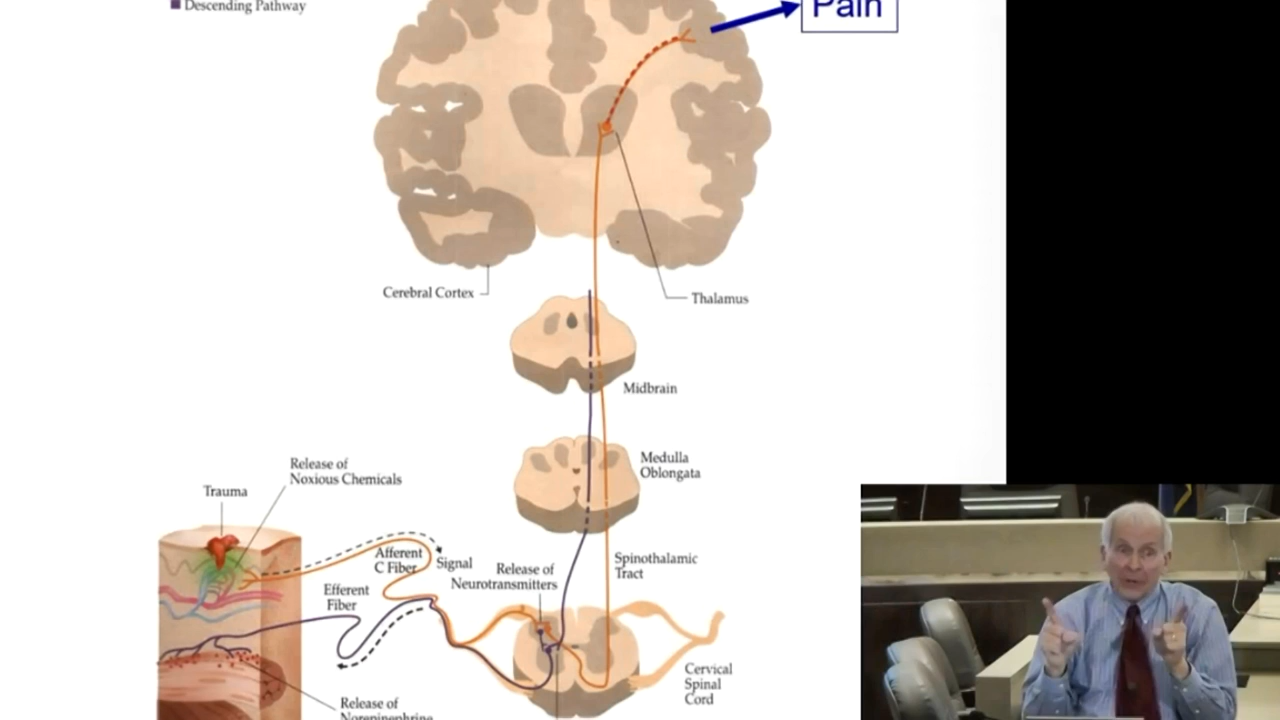 Descending Pathway
Pain
Cerebral Cortex
Thalamus
Midbrain
Medulla
Oblongata
Release of
Noxious Chemicals
Trauma
Afferent
C Fiber
Signal
Release of
Neurotransmitters
Spinothalamic
Tract
Efferent
Fiber
Cervical
Spinal
Cord
Release of
Norepinephrine